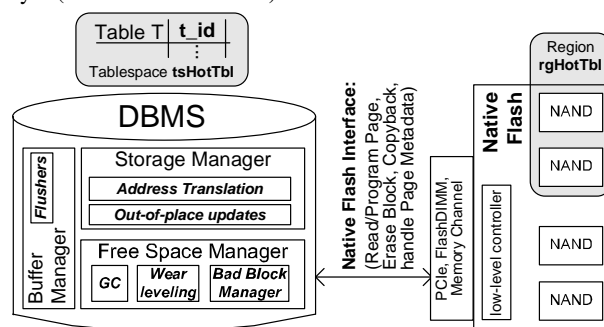 Table T t_id
⋮
Tablespace tsHotTbl
Region
rgHotTbl
DBMS
Flushers
Buffer
Manager
Storage Manager
Address Translation
Out-of-place updates
Free Space Manager
GC
Wear
leveling
Bad Block
Manager
Native Flash Interface:
(Read/Program Page,
Erase Block, Copyback,
handle Page Metadata)
PCIe, FlashDIMM,
Memory Channel
Native
Flash
low-level controller
NAND
NAND
NAND
NAND